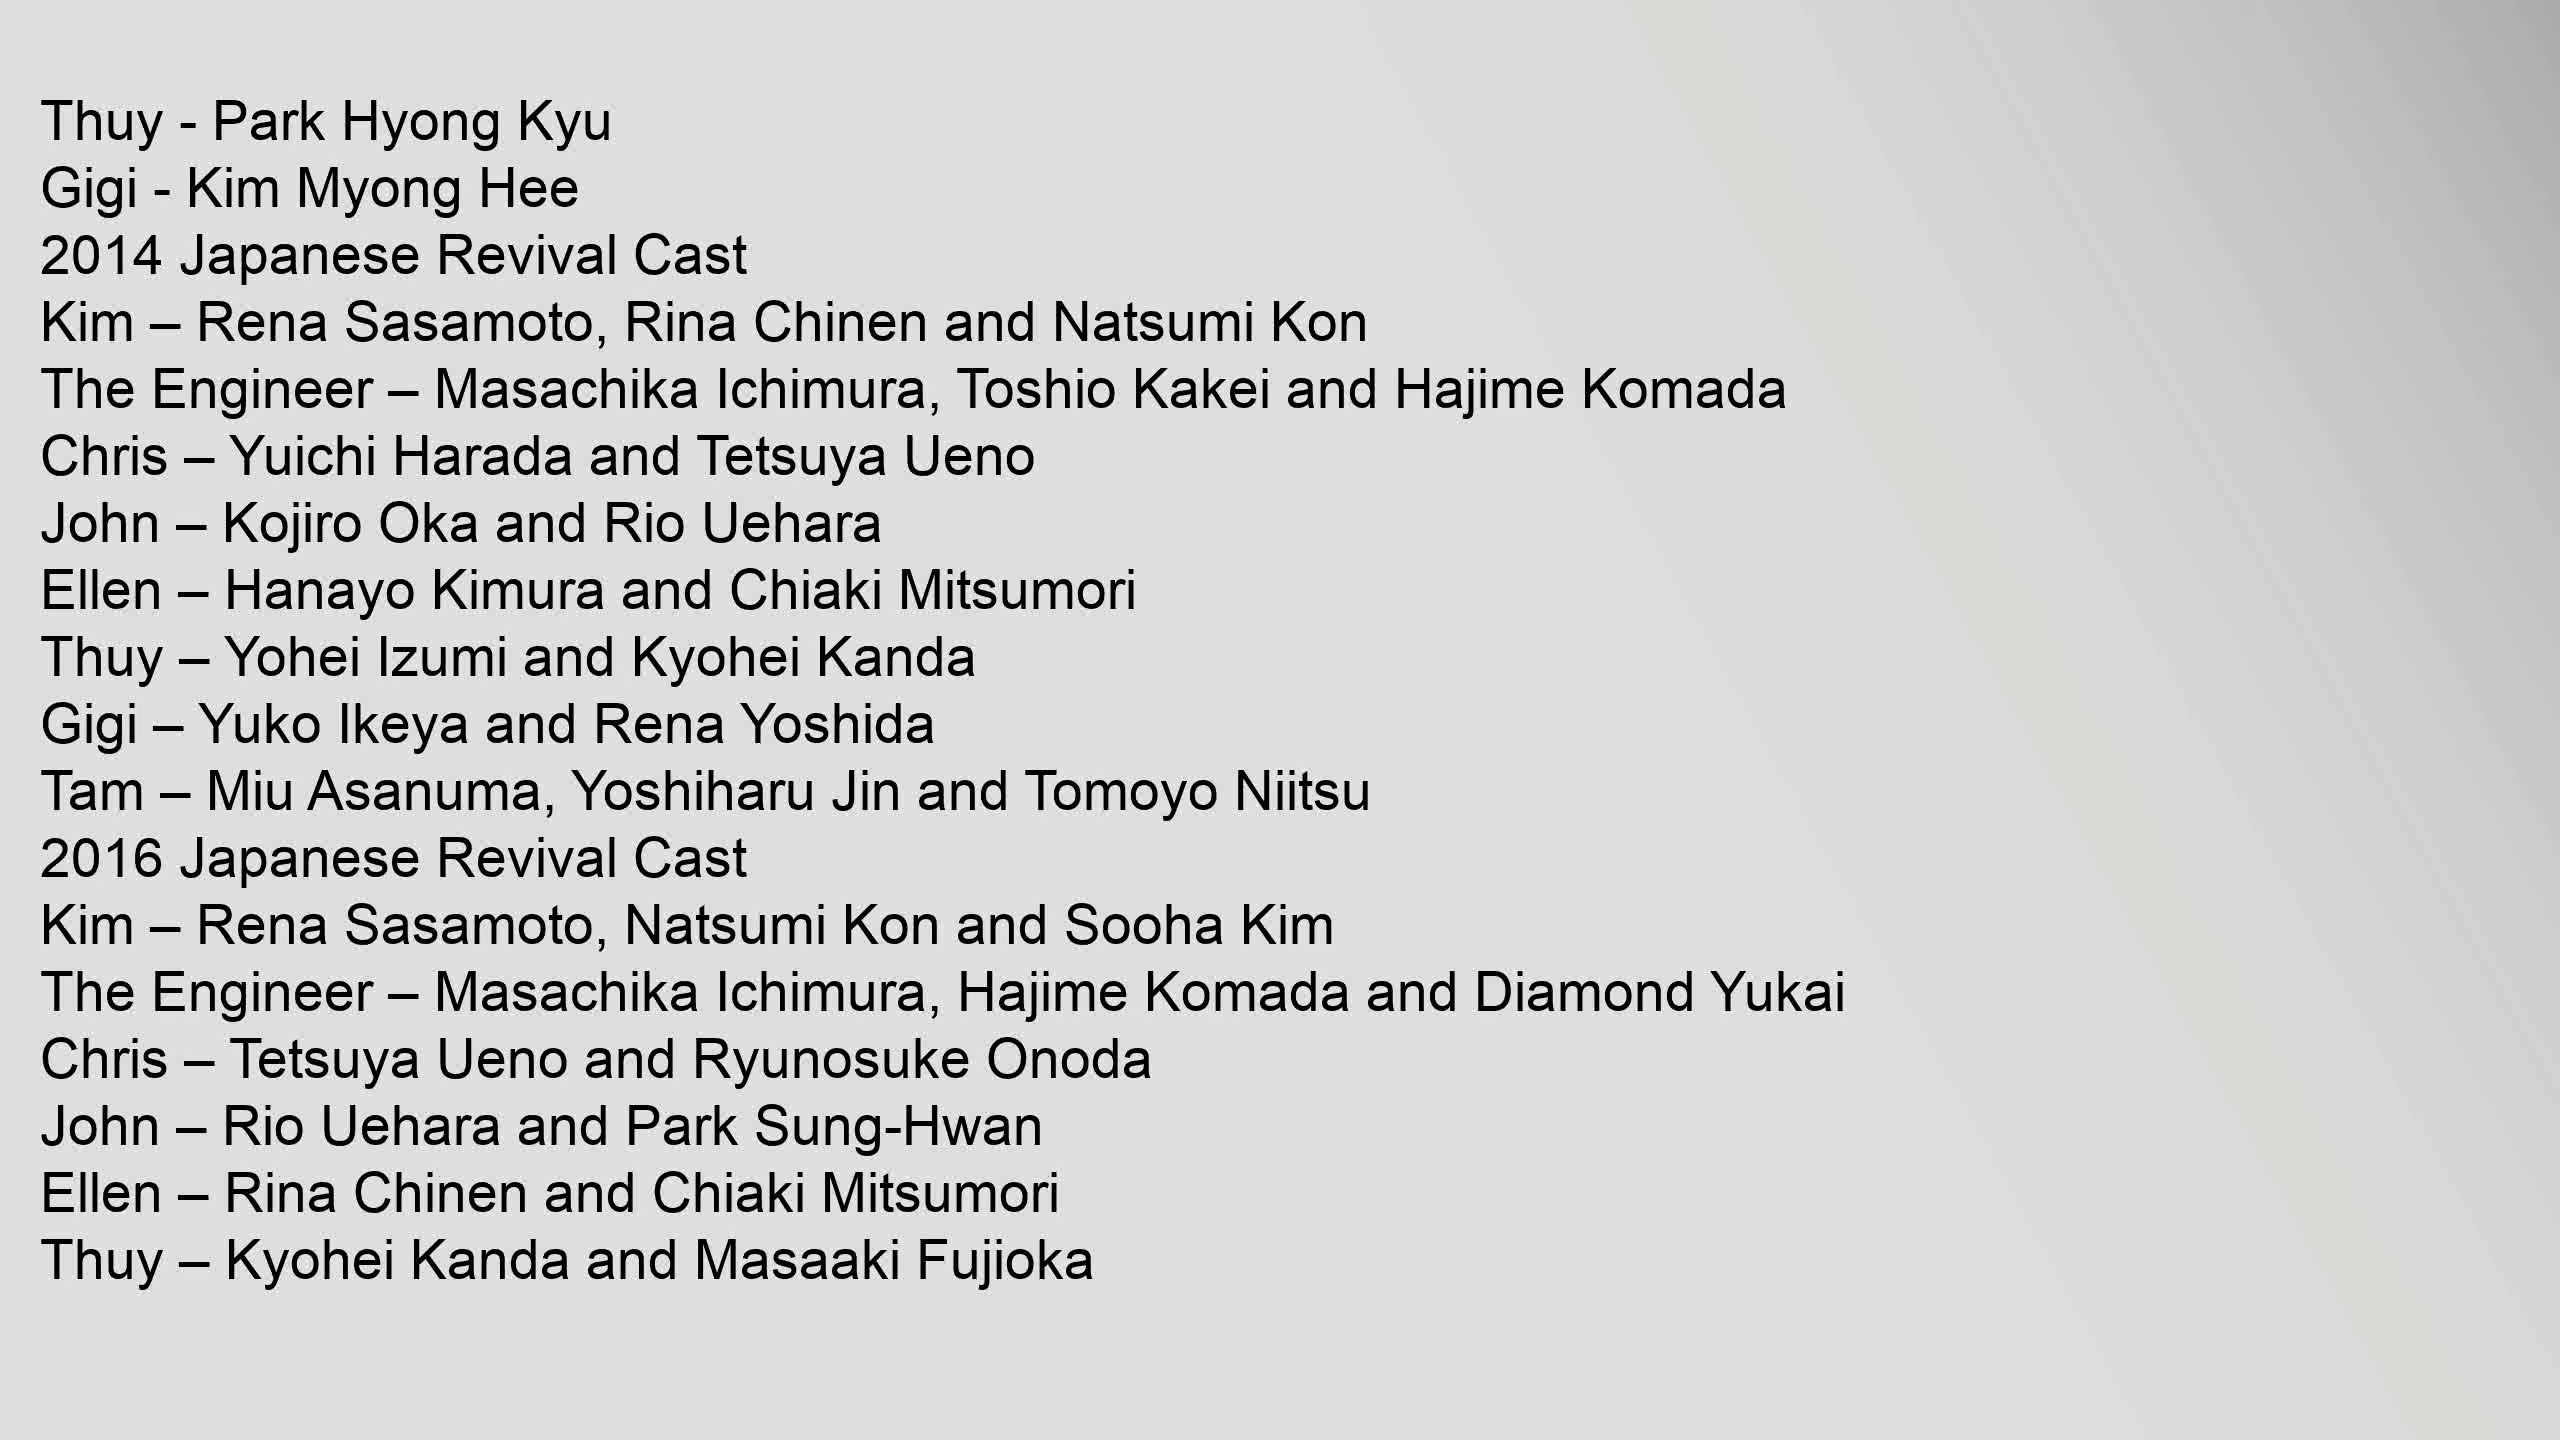 Thuy - Park Hyong Kyu
Gigi - Kim Myong Hee
2014 Japanese Revival Cast
Kim – Rena Sasamoto, Rina Chinen and Natsumi Kon
The Engineer – Masachika Ichimura, Toshio Kakei and Hajime Komada
Chris – Yuichi Harada and Tetsuya Ueno
John – Kojiro Oka and Rio Uehara
Ellen – Hanayo Kimura and Chiaki Mitsumori
Thuy – Yohei Izumi and Kyohei Kanda
Gigi – Yuko Ikeya and Rena Yoshida
Tam – Miu Asanuma, Yoshiharu Jin and Tomoyo Niitsu
2016 Japanese Revival Cast
Kim – Rena Sasamoto, Natsumi Kon and Sooha Kim
The Engineer – Masachika Ichimura, Hajime Komada and Diamond Yukai
Chris – Tetsuya Ueno and Ryunosuke Onoda
John – Rio Uehara and Park Sung-Hwan
Ellen – Rina Chinen and Chiaki Mitsumori
Thuy – Kyohei Kanda and Masaaki Fujioka